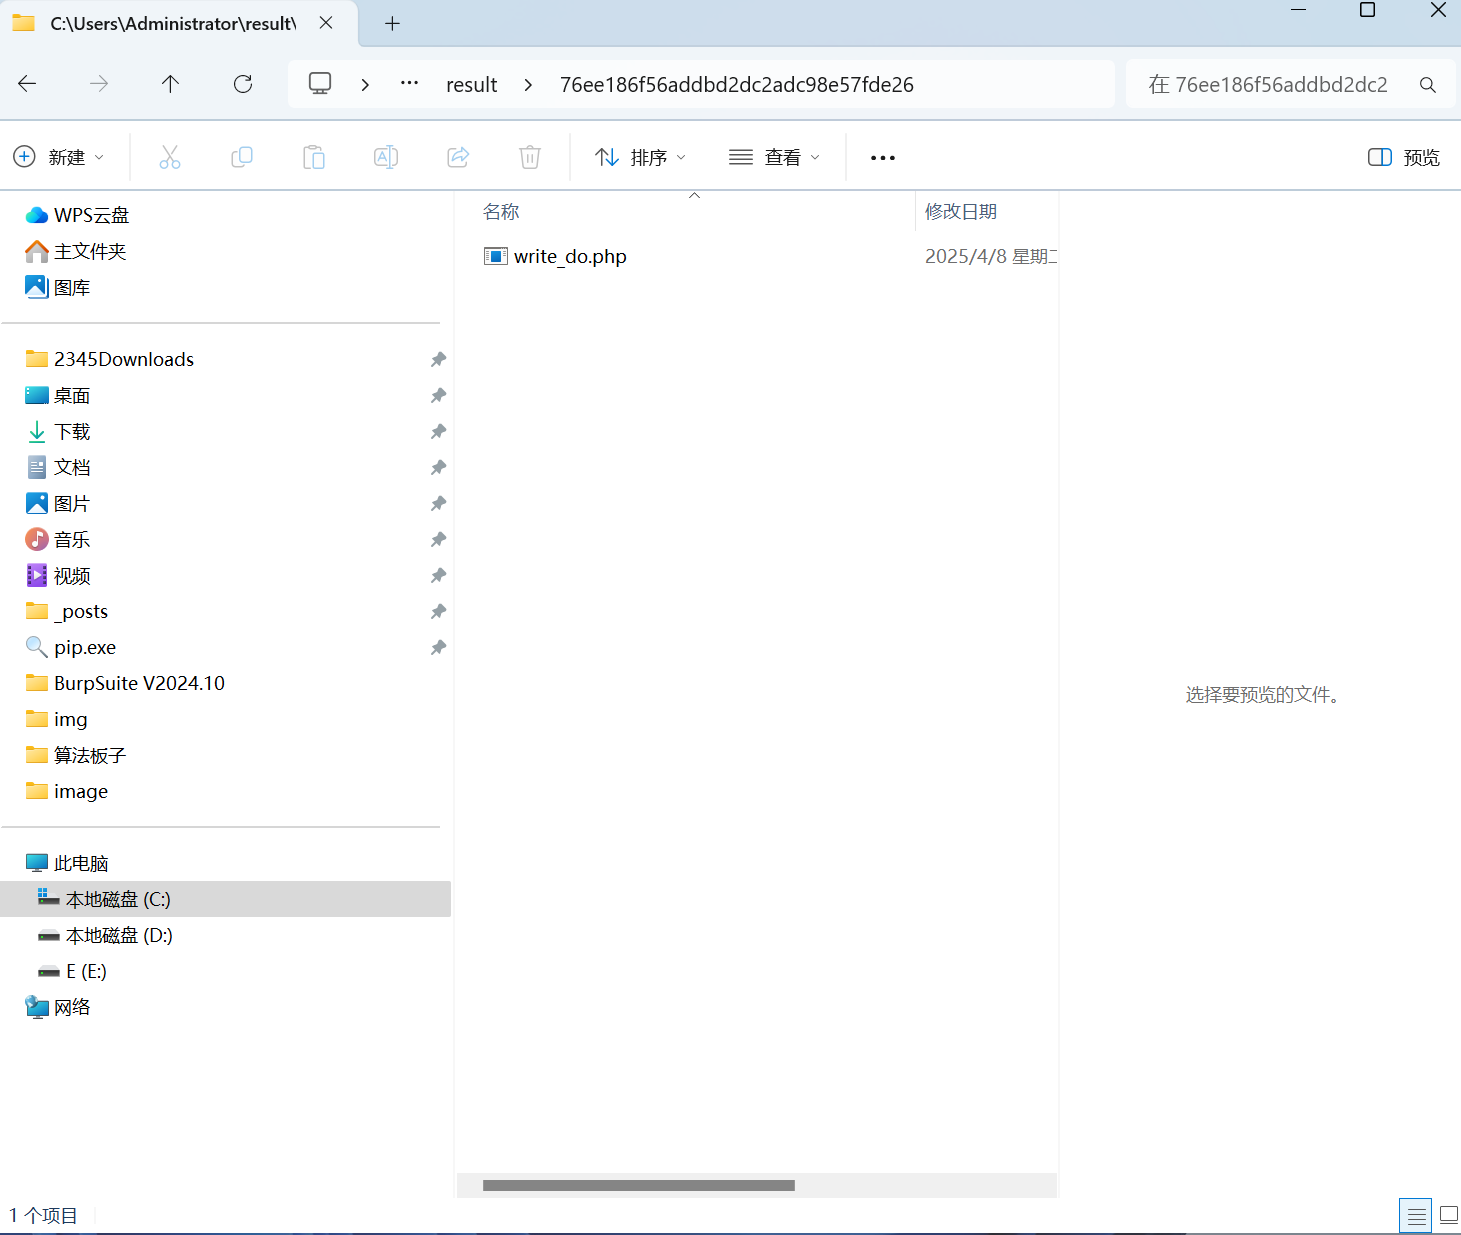 C:\Users\Administrator\result\
result
76ee186f56addbd2dc2adc98e57fde26
在 76ee186f56addbd2dc2
新建
排序
查看
预览
名称
修改日期
write_do.php
2025/4/8 星期二
WPS云盘
主文件夹
图库
2345Downloads
桌面
下载
文档
图片
音乐
视频
_posts
pip.exe
BurpSuite V2024.10
img
算法板子
image
此电脑
本地磁盘 (C:)
本地磁盘 (D:)
E (E:)
网络
选择要预览的文件。
1 个项目